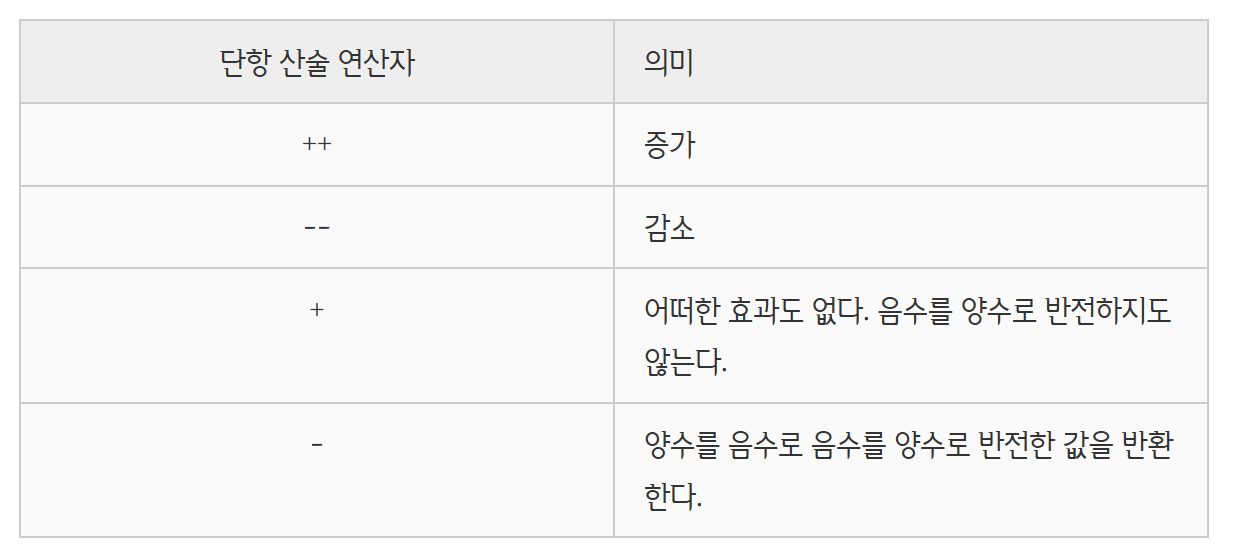 단항 산술 연산자 의미
++ 증가
-- 감소
+ 어떠한 효과도 없다. 음수를 양수로 반전하지도
않는다.
- 양수를 음수로 음수를 양수로 반전한 값을 반환
한다.